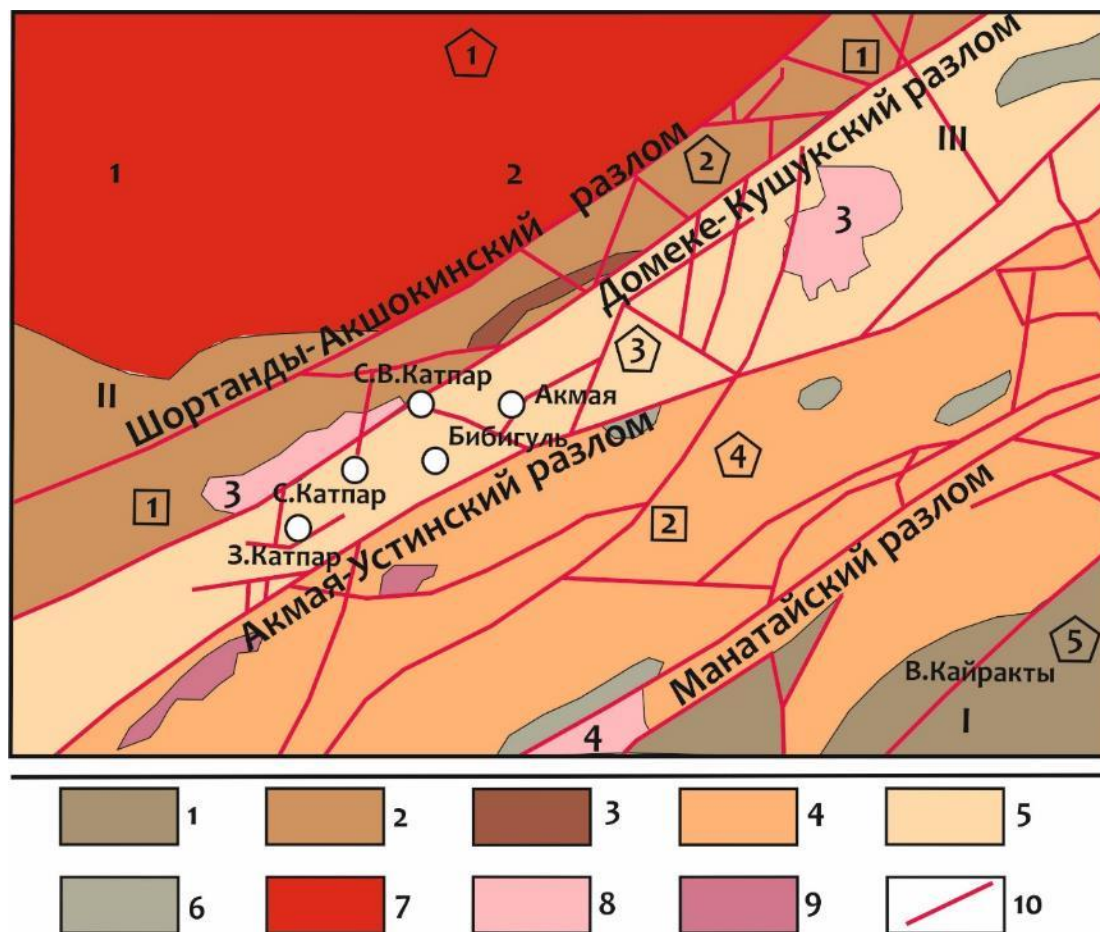 1
1
Домеке-Кушукский разлом
III
2
1
2
Шортанды-Акшокинский разлом
3
3
С.В.Катпар
Акмая
II
Бибигуль
4
3
С.Катпар
1
2
З.Катпар
Акмая-Устинский разлом
Манатайский разлом
5
В.Кайракты
I
4
1 2 3 4 5
6 7 8 9 10